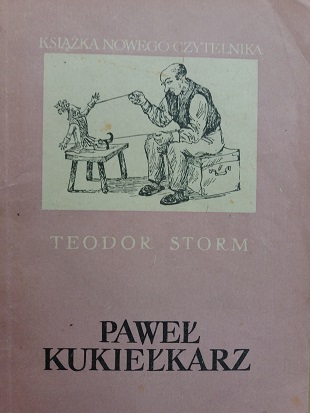 KSIĄŻKA NOWEGO CZYTELNIKA
TEODOR STORM
PAWEŁ
KUKIEŁKARZ